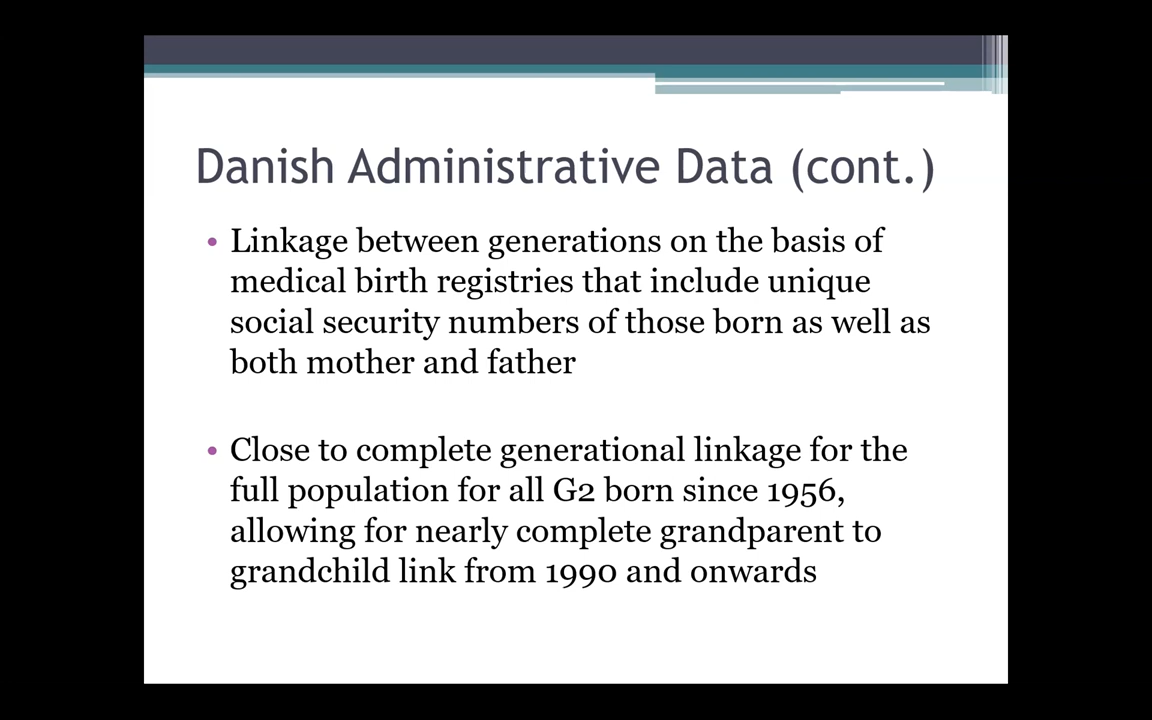 Danish Administrative Data (cont.)
• Linkage between generations on the basis of
medical birth registries that include unique
social security numbers of those born as well as
both mother and father
• Close to complete generational linkage for the
full population for all G2 born since 1956,
allowing for nearly complete grandparent to
grandchild link from 1990 and onwards